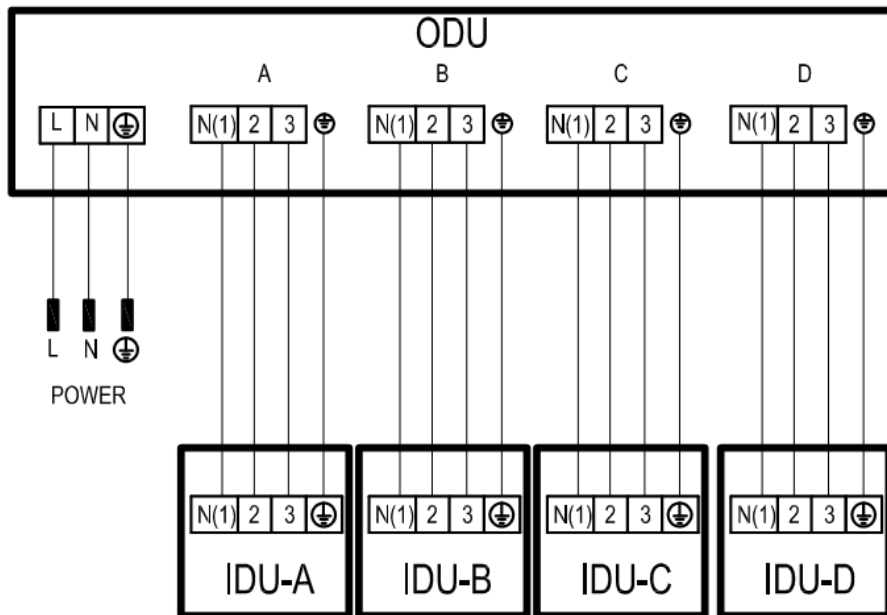 ODU
A B C D
L N N(1) 2 3 N(1) 2 3 N(1) 2 3 N(1) 2 3
L N
POWER
N(1) 2 3 N(1) 2 3 N(1) 2 3 N(1) 2 3
IDU-A IDU-B IDU-C IDU-D